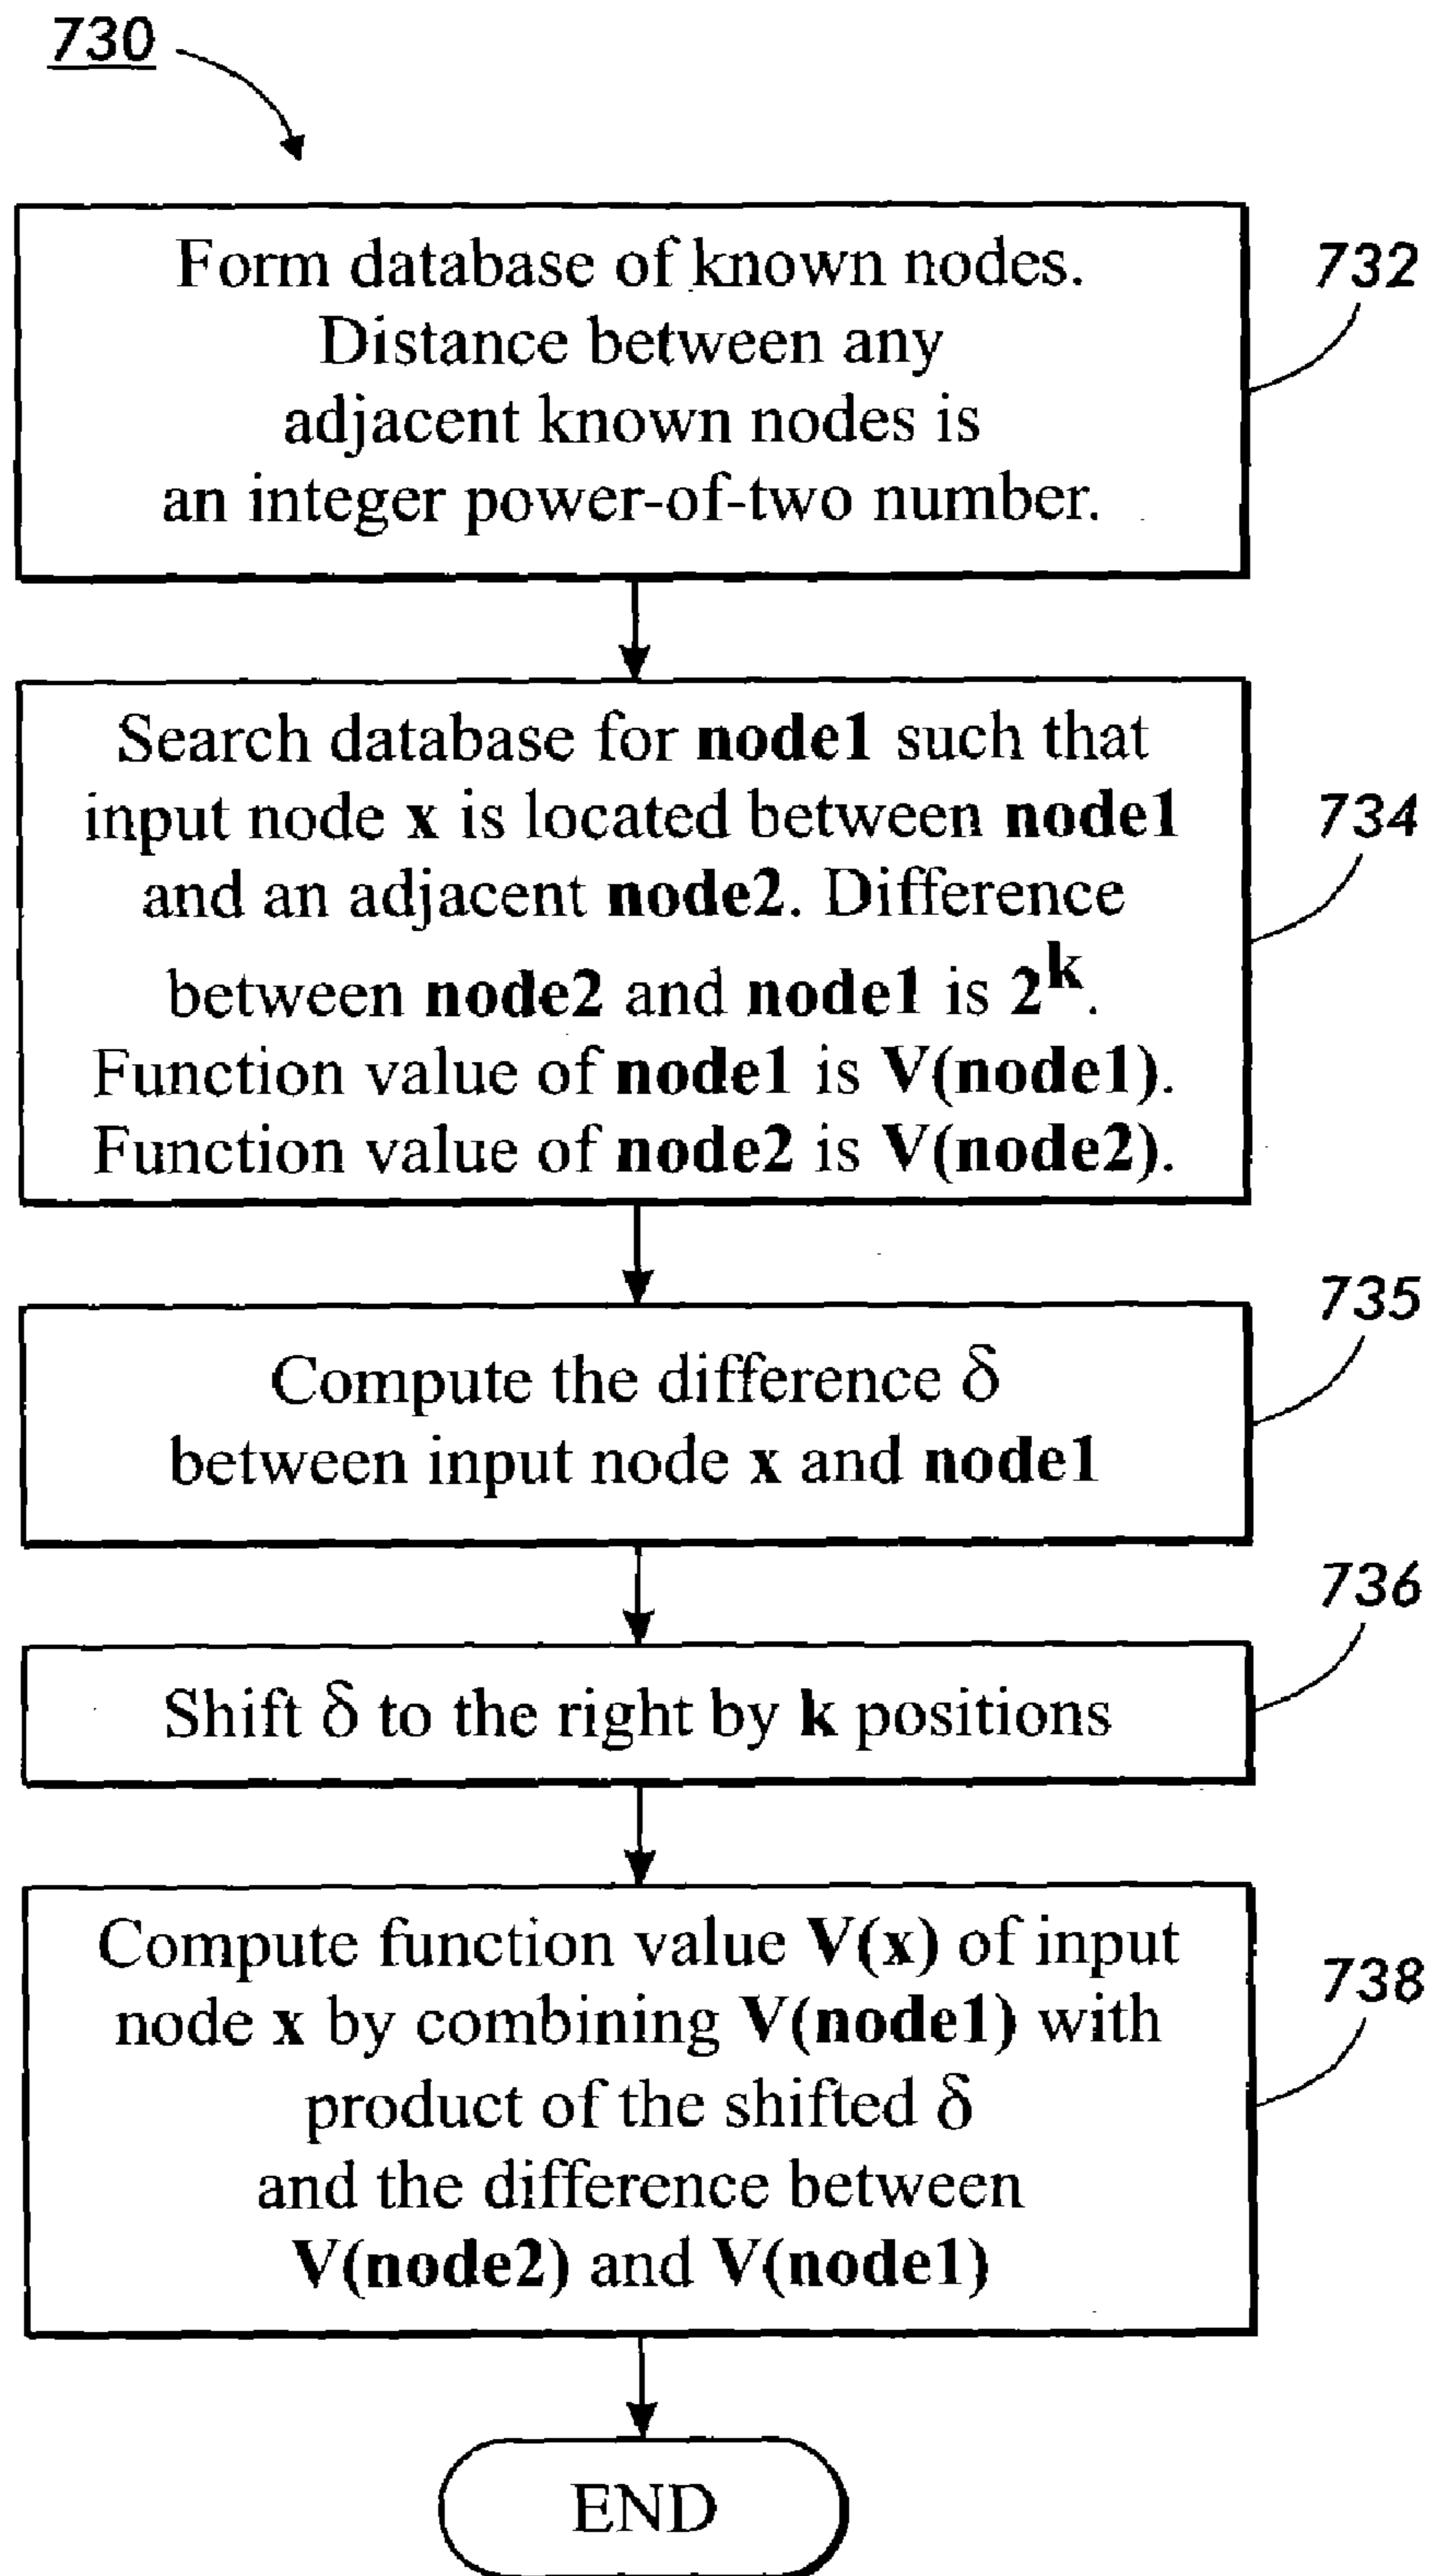 730
Form database of known nodes.
Distance between any
adjacent known nodes is
an integer power-of-two number.
732
Search database for node1 such that
input node x is located between node1
and an adjacent node2. Difference
between node2 and node1 is 2^k.
Function value of node1 is V(node1).
Function value of node2 is V(node2).
734
Compute the difference δ
between input node x and node1
735
Shift δ to the right by k positions
736
Compute function value V(x) of input
node x by combining V(node1) with
product of the shifted δ
and the difference between
V(node2) and V(node1)
738
END